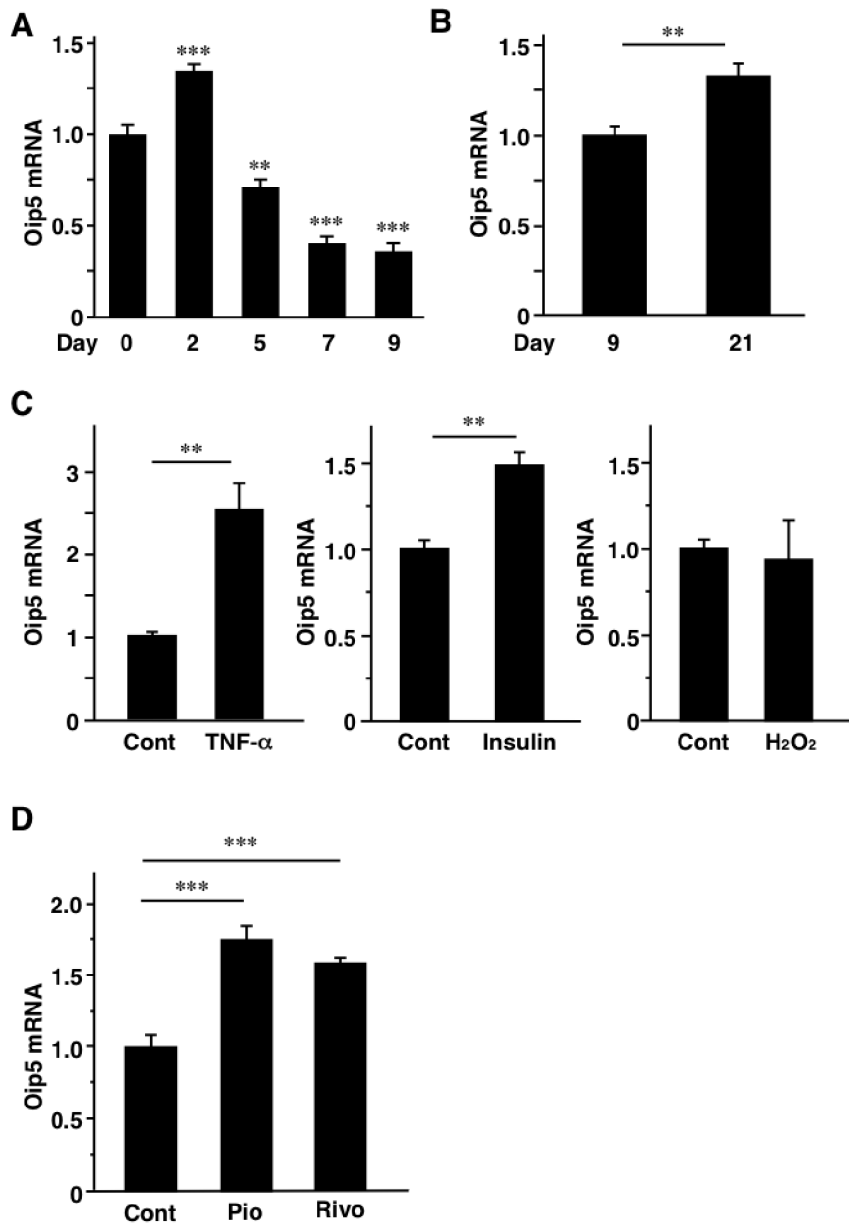 A
Oip5 mRNA
1.5
1.0
0.5
0
***
**
***
***
Day 0 2 5 7 9
B
Oip5 mRNA
1.5
1.0
0.5
0
**
Day 9 21
C
Oip5 mRNA
3
2
1
0
**
Cont TNF-α
Oip5 mRNA
1.5
1.0
0.5
0
**
Cont Insulin
Oip5 mRNA
1.5
1.0
0.5
0
Cont H₂O₂
D
Oip5 mRNA
2.0
1.5
1.0
0.5
0
***
***
Cont Pio Rivo